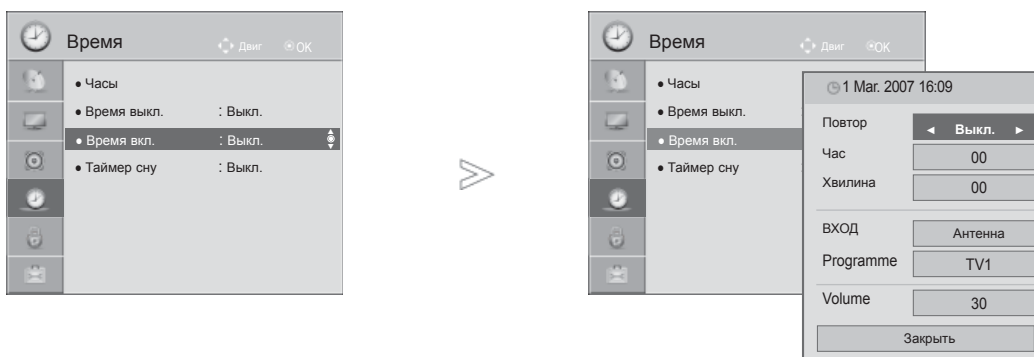 Время Двиг OK
• Часы
• Время выкл. : Выкл.
• Время вкл. : Выкл.
• Таймер сну : Выкл.
Время Двиг OK
• Часы
• Время выкл.
• Время вкл.
• Таймер сну
1 Mar. 2007 16:09
Повтор ◄ Выкл. ►
Час 00
Хвилина 00
ВХОД Антенна
Programme TV1
Volume 30
Закрыть